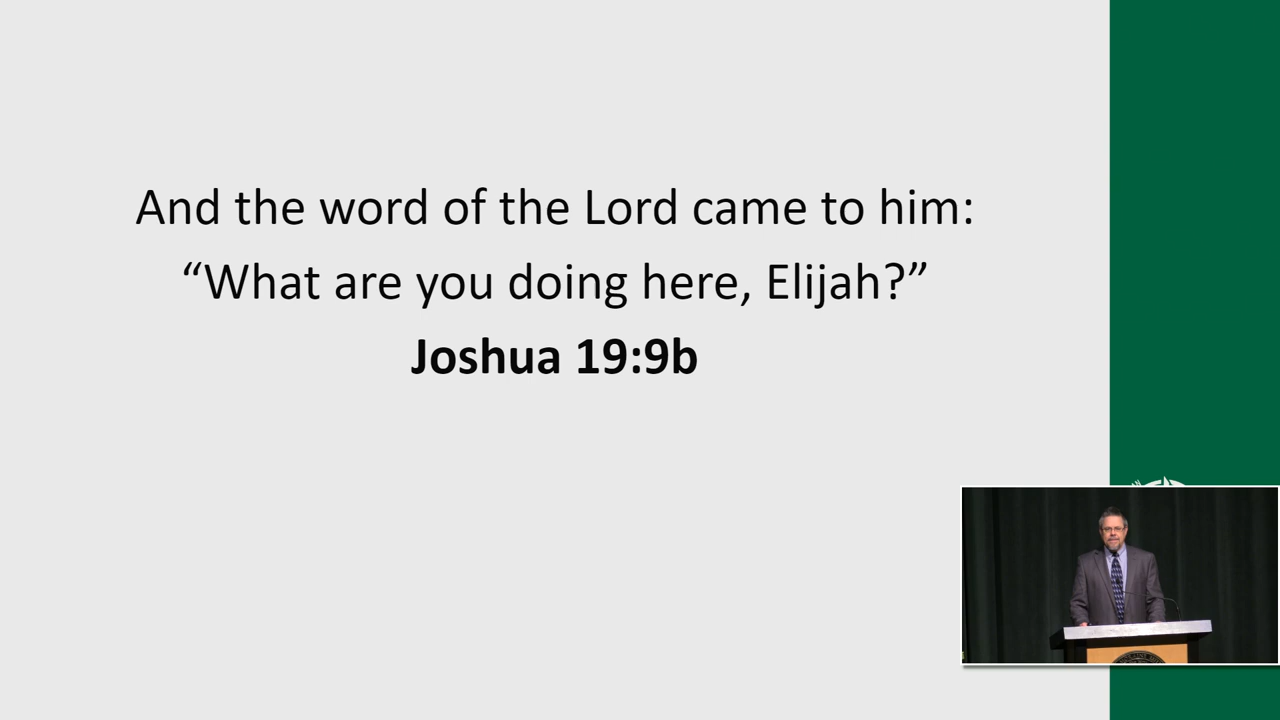 And the word of the Lord came to him:
“What are you doing here, Elijah?”
Joshua 19:9b